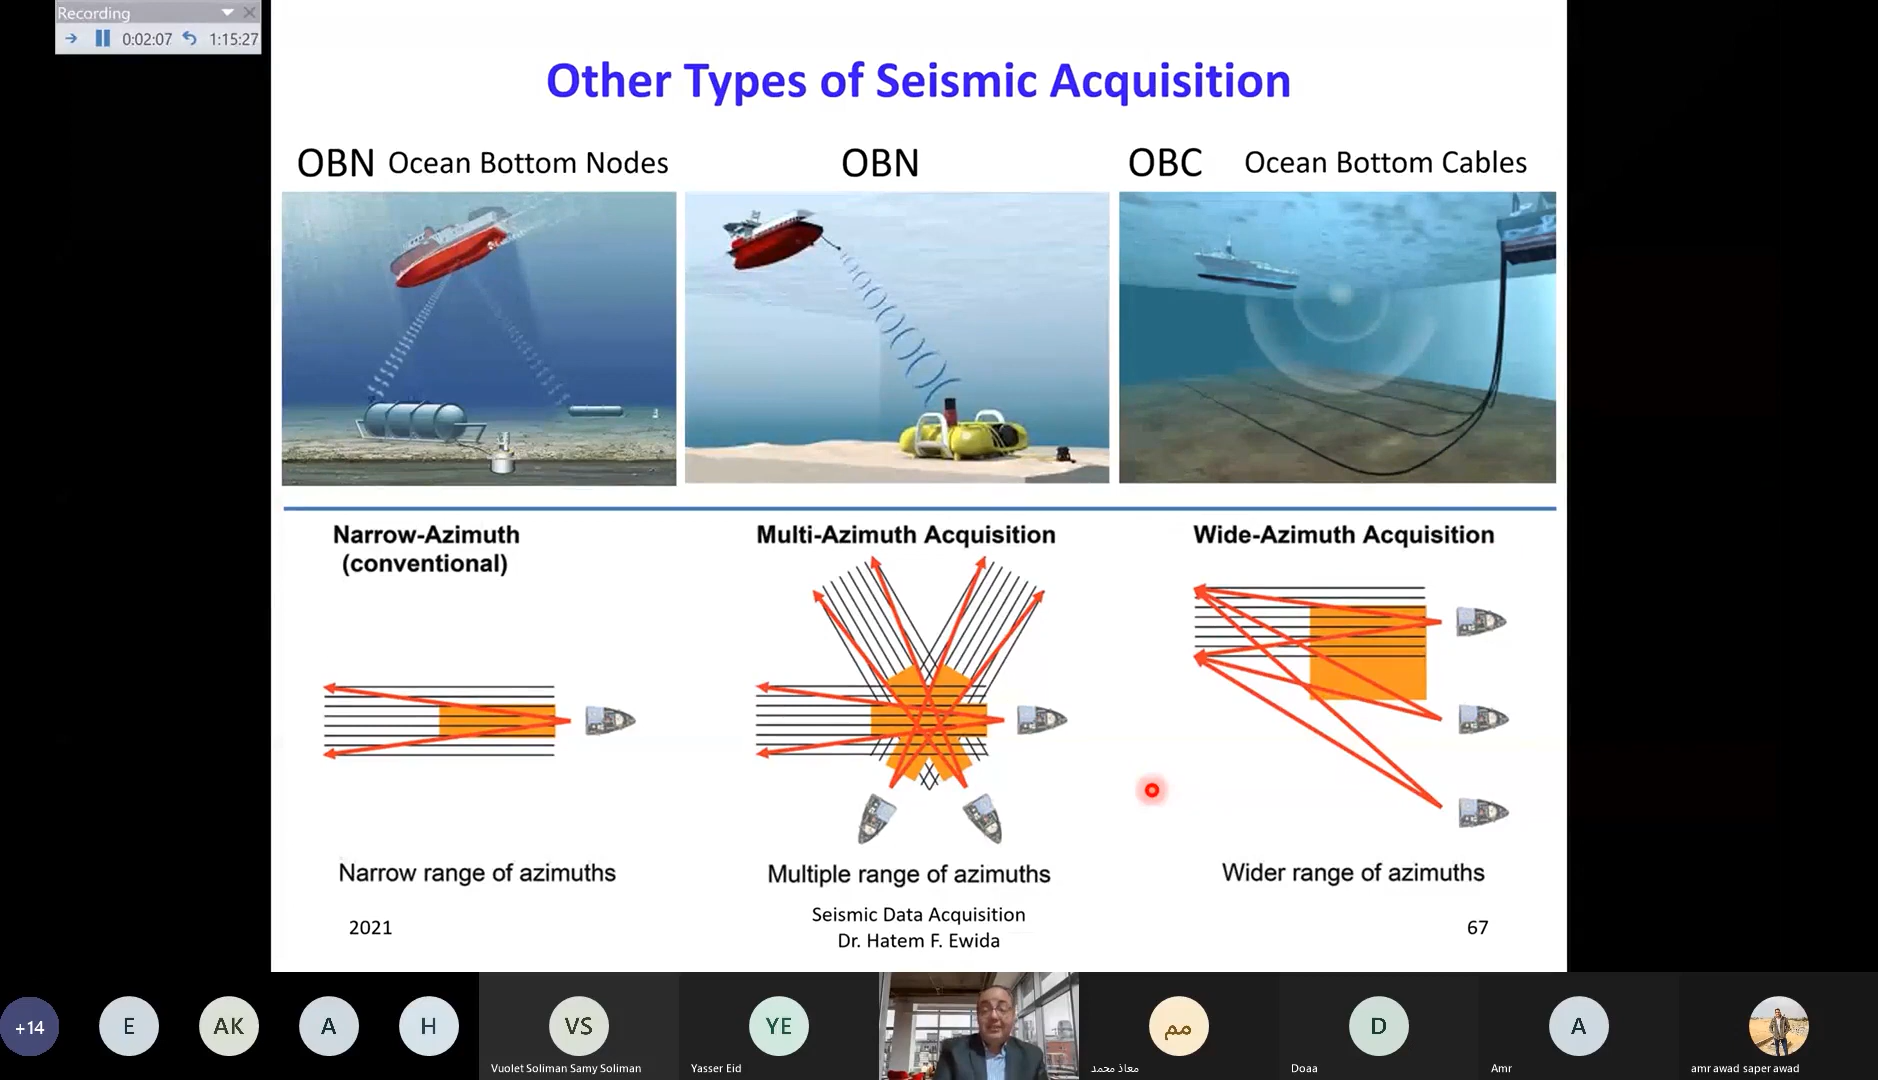 Recording
0:02:07 1:15:27
Other Types of Seismic Acquisition
OBN Ocean Bottom Nodes
OBN
OBC Ocean Bottom Cables
Narrow-Azimuth
(conventional)
Multi-Azimuth Acquisition
Wide-Azimuth Acquisition
Narrow range of azimuths
Multiple range of azimuths
Wider range of azimuths
2021
Seismic Data Acquisition
Dr. Hatem F. Ewida
67
+14
E
AK
A
H
VS
YE
مم
D
A
Vuolet Soliman Samy Soliman
Yasser Eid
معاذ محمد
Doaa
Amr
amr awad saper awad